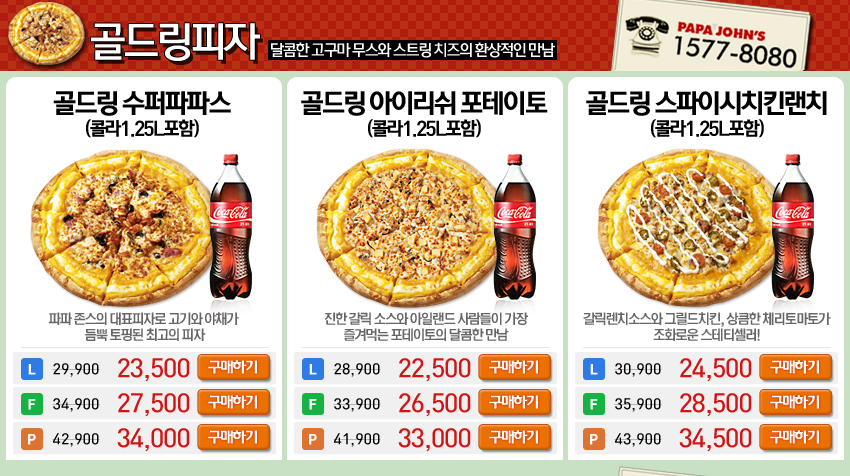 골드링피자
달콤한 고구마 무스와 스트링 치즈의 환상적인 만남
PAPA JOHN'S
1577-8080
골드링 수퍼파파스
(콜라1.25L포함)
Coca-Cola
파파 존스의 대표피자로 고기와 야채가
듬뿍 토핑된 최고의 피자
L 29,900 23,500 구매하기
F 34,900 27,500 구매하기
P 42,900 34,000 구매하기
골드링 아이리쉬 포테이토
(콜라1.25L포함)
Coca-Cola
진한 갈릭 소스와 아일랜드 사람들이 가장
즐겨먹는 포테이토의 달콤한 만남
L 28,900 22,500 구매하기
F 33,900 26,500 구매하기
P 41,900 33,000 구매하기
골드링 스파이시치킨랜치
(콜라1.25L포함)
Coca-Cola
갈릭렌치소스와 그릴드치킨, 상큼한 체리토마토가
조화로운 스테티셀러!
L 30,900 24,500 구매하기
F 35,900 28,500 구매하기
P 43,900 34,500 구매하기